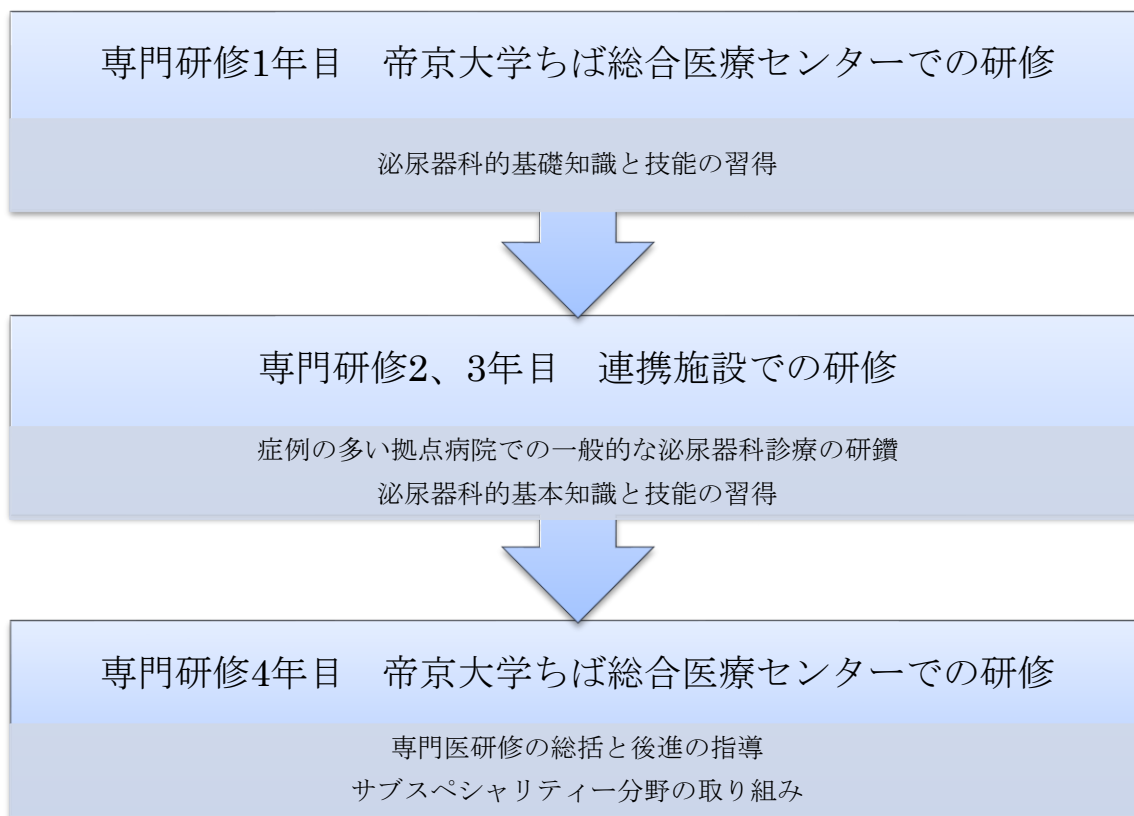 専門研修1年目　帝京大学ちば総合医療センターでの研修
泌尿器科的基礎知識と技能の習得
専門研修2、3年目　連携施設での研修
症例の多い拠点病院での一般的な泌尿器科診療の研鑽
泌尿器科的基本知識と技能の習得
専門研修4年目　帝京大学ちば総合医療センターでの研修
専門医研修の総括と後進の指導
サブスペシャリティー分野の取り組み